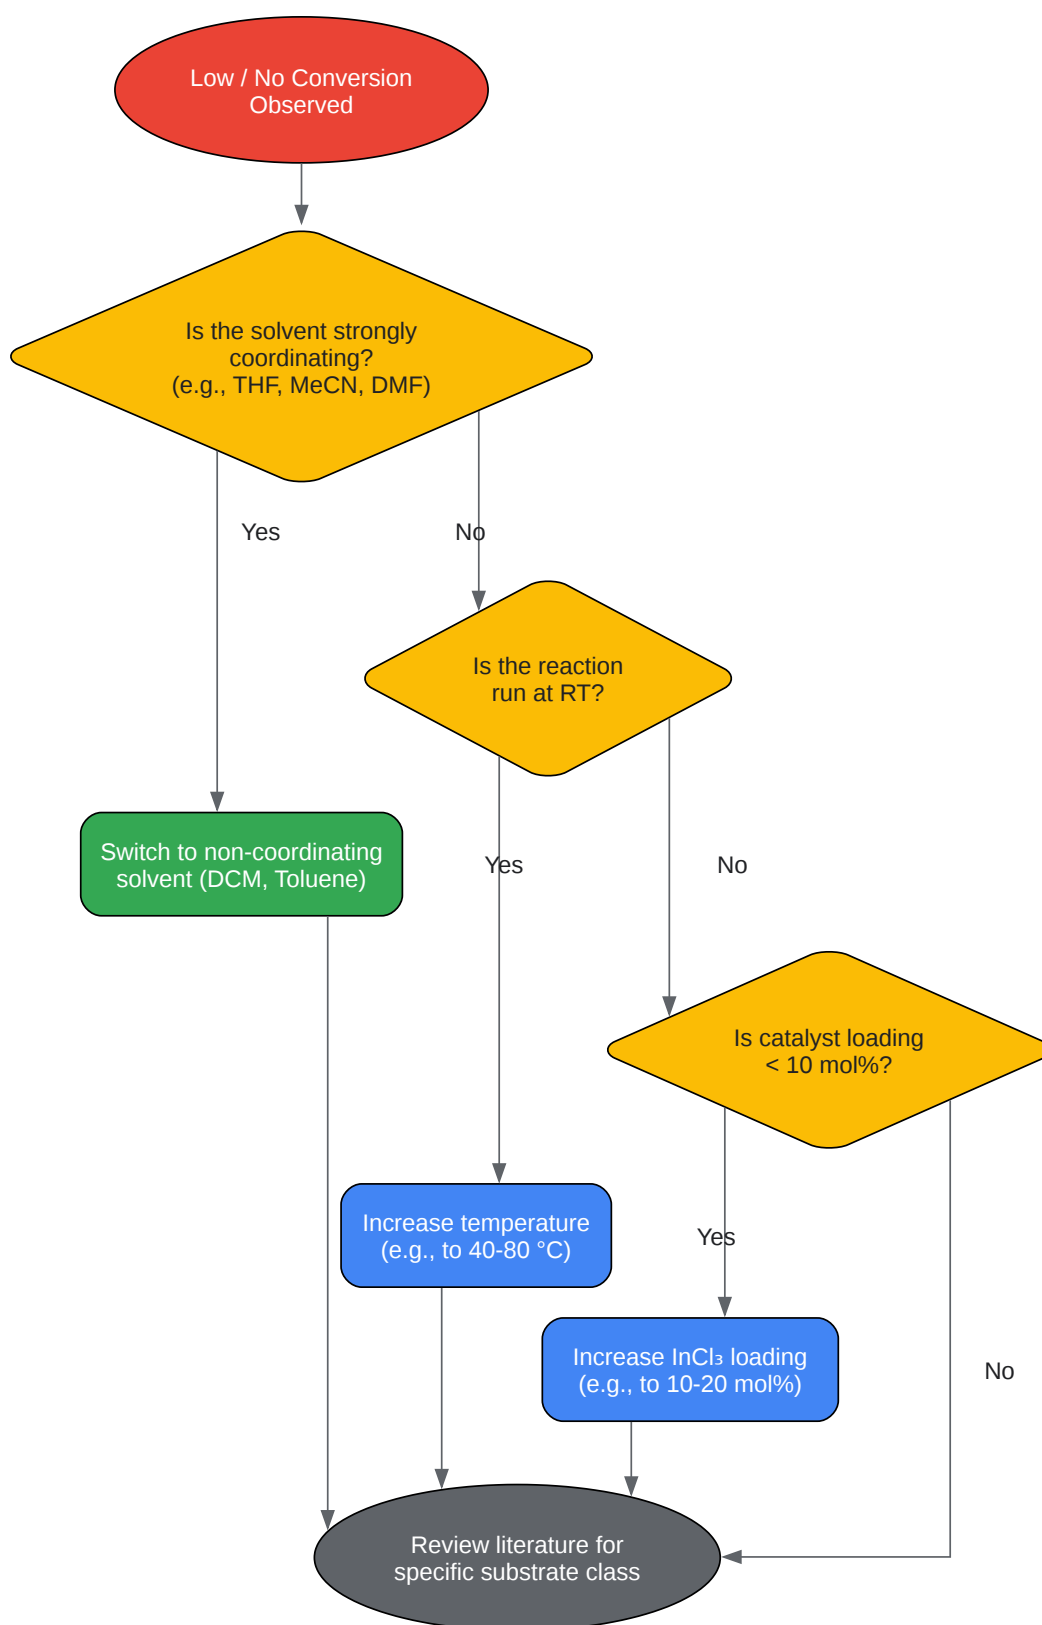 Low / No Conversion
Observed
Is the solvent strongly
coordinating?
(e.g., THF, MeCN, DMF)
Yes
No
Is the reaction
run at RT?
Switch to non-coordinating
solvent (DCM, Toluene)
Yes
No
Is catalyst loading
< 10 mol%?
Increase temperature
(e.g., to 40-80 °C)
Yes
Increase InCl₃ loading
(e.g., to 10-20 mol%)
No
Review literature for
specific substrate class